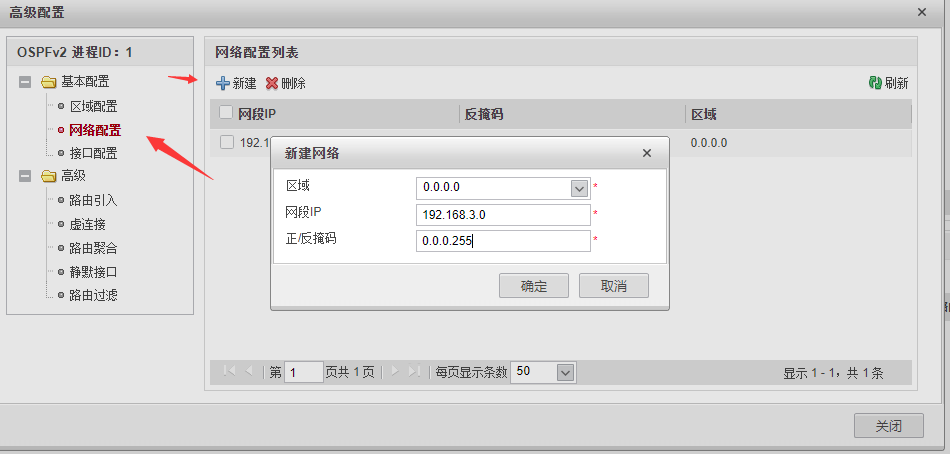 高级配置
OSPFv2 进程ID：1
基本配置
区域配置
网络配置
接口配置
高级
路由引入
虚连接
路由聚合
静默接口
路由过滤
网络配置列表
新建 删除 刷新
网段IP 反掩码 区域
192.1 0.0.0.0
新建网络
区域 0.0.0.0 *
网段IP 192.168.3.0 *
正/反掩码 0.0.0.255 *
确定 取消
第 1 页共 1 页 每页显示条数 50 显示 1 - 1，共 1 条
关闭